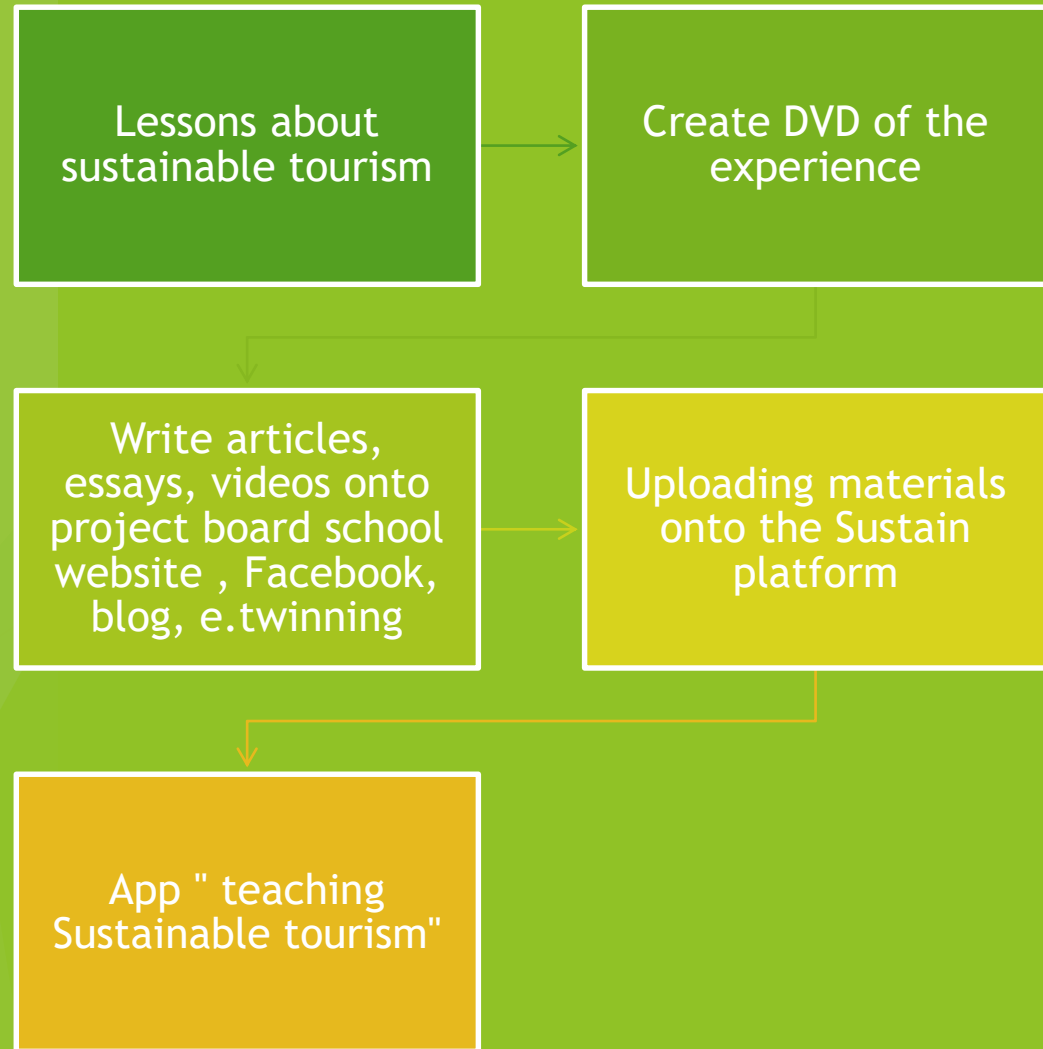 Lessons about
sustainable tourism
Create DVD of the
experience
Write articles,
essays, videos onto
project board school
website , Facebook,
blog, e.twinning
Uploading materials
onto the Sustain
platform
App " teaching
Sustainable tourism"